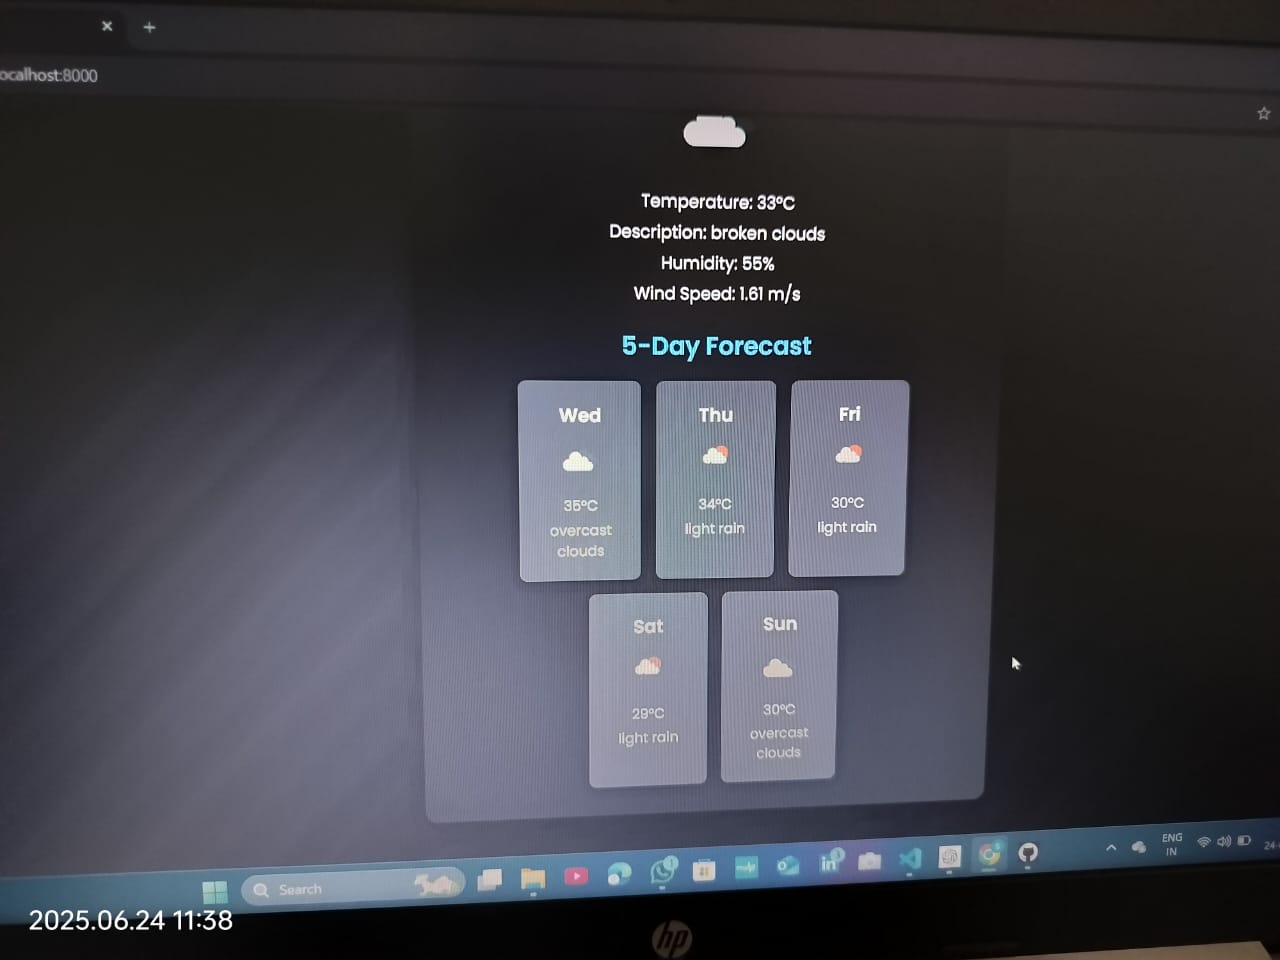 ocalhost:8000
Temperature: 33°C
Description: broken clouds
Humidity: 55%
Wind Speed: 1.61 m/s
5-Day Forecast
Wed
35°C
overcast
clouds
Thu
34°C
light rain
Fri
30°C
light rain
Sat
29°C
light rain
Sun
30°C
overcast
clouds
Search
in
ENG
IN
24-
2025.06.24 11:38
hp